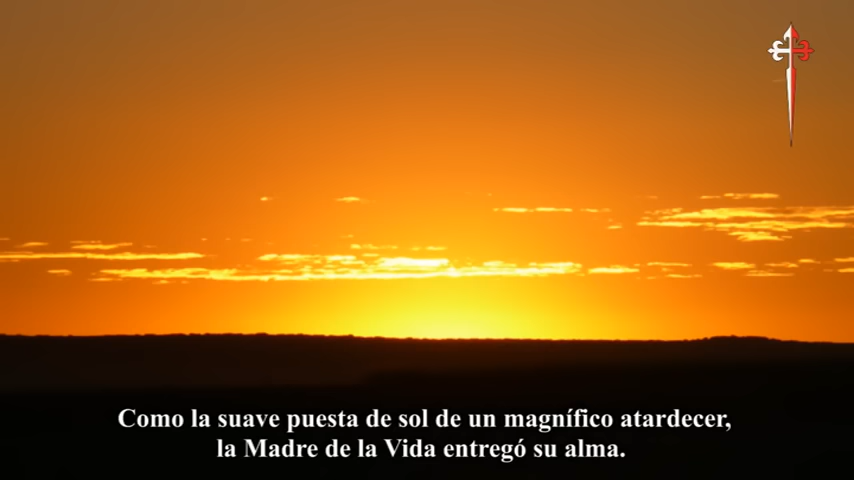 Como la suave puesta de sol de un magnífico atardecer,
la Madre de la Vida entregó su alma.